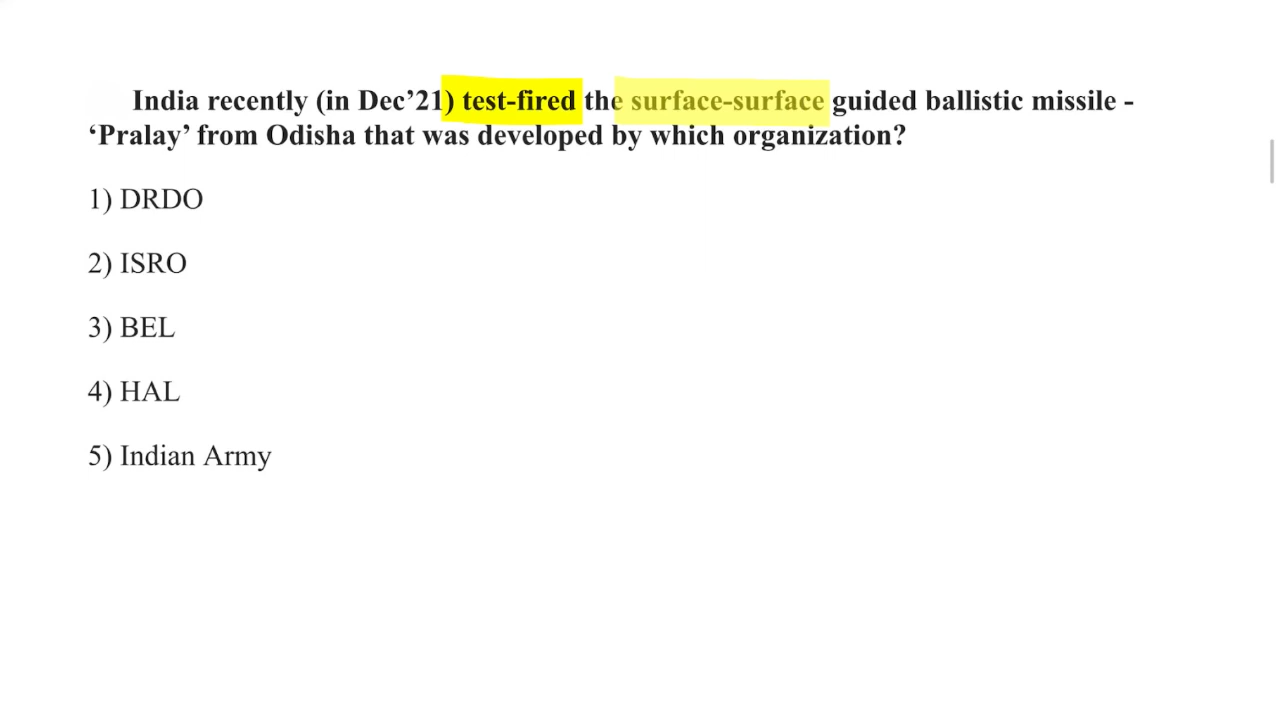 India recently (in Dec’21) test-fired the surface-surface guided ballistic missile -
‘Pralay’ from Odisha that was developed by which organization?
1) DRDO
2) ISRO
3) BEL
4) HAL
5) Indian Army